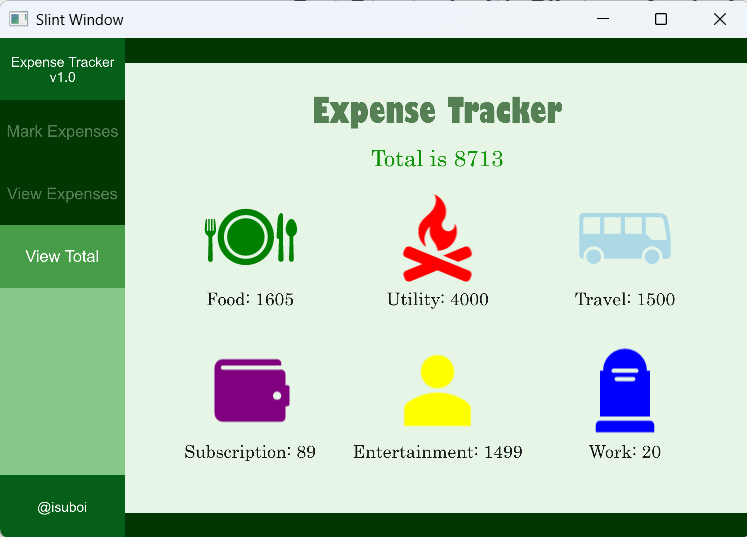 Slint Window
Expense Tracker
v1.0
Mark Expenses
View Expenses
View Total
@isuboi
Expense Tracker
Total is 8713
Food: 1605
Utility: 4000
Travel: 1500
Subscription: 89
Entertainment: 1499
Work: 20